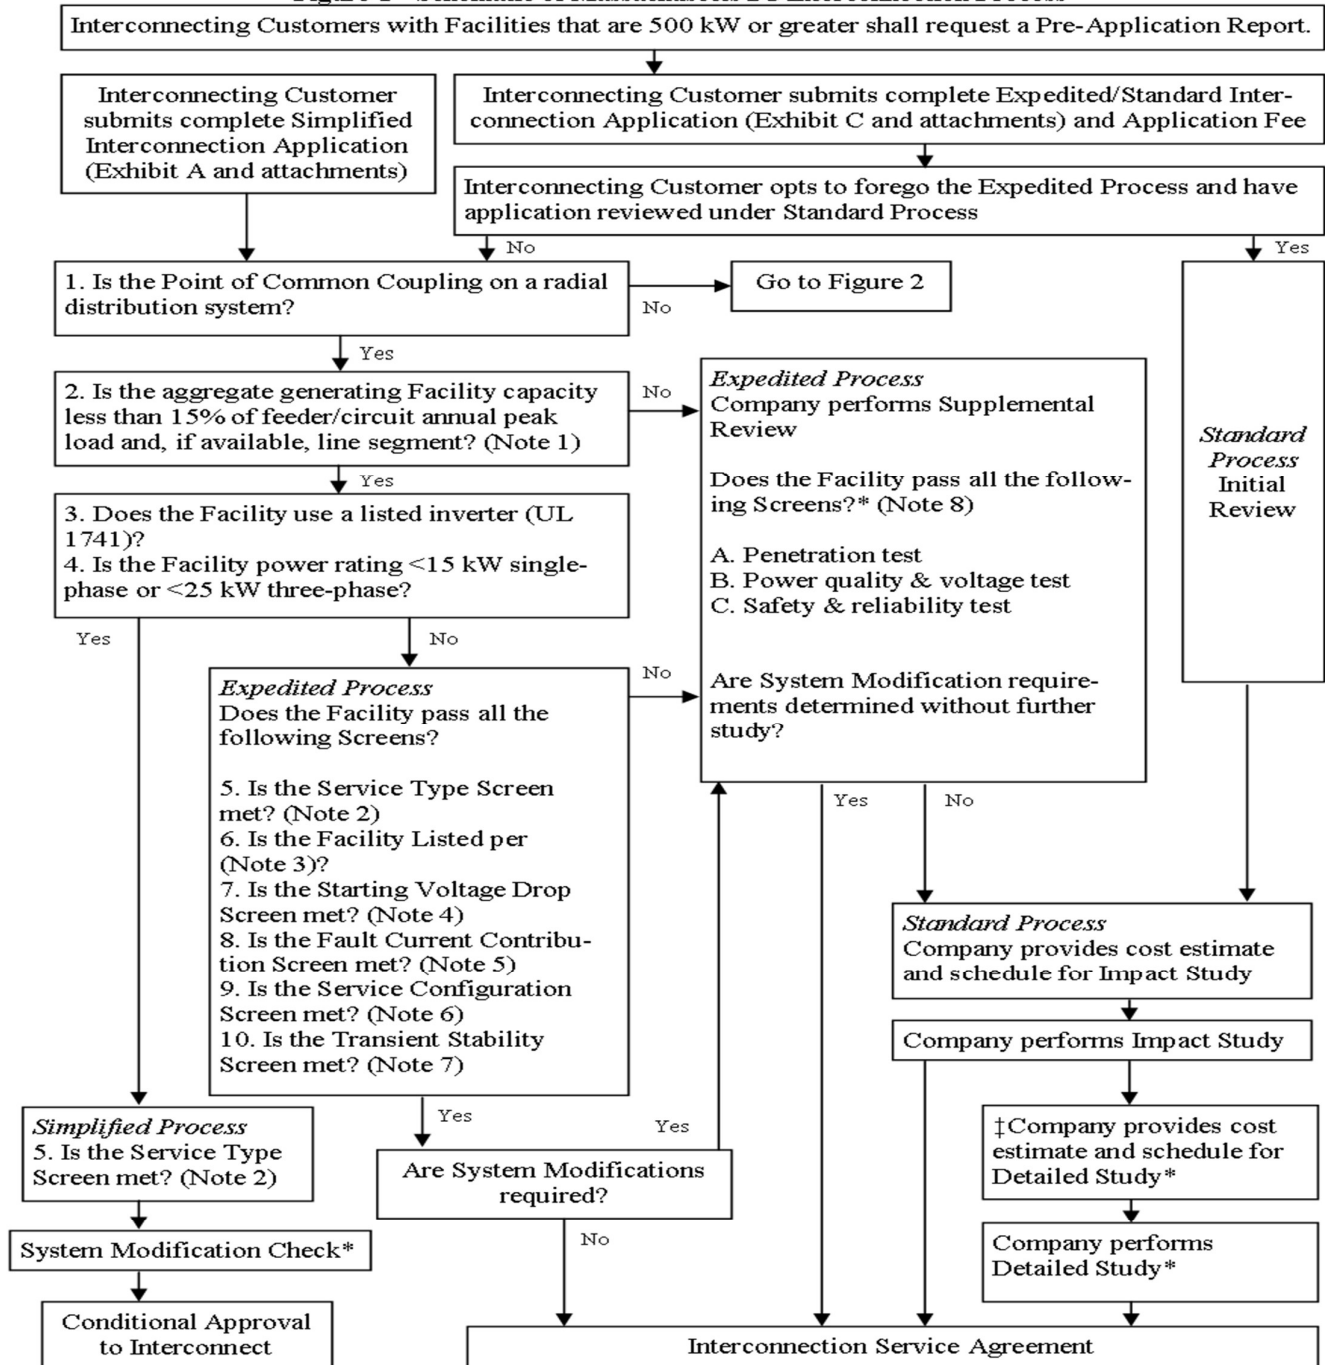 Figure 1 – Schematic of Massachusetts DG Interconnection Process
Interconnecting Customers with Facilities that are 500 kW or greater shall request a Pre-Application Report.
Interconnecting Customer
submits complete Simplified
Interconnection Application
(Exhibit A and attachments)
Interconnecting Customer submits complete Expedited/Standard Inter-
connection Application (Exhibit C and attachments) and Application Fee
Interconnecting Customer opts to forego the Expedited Process and have
application reviewed under Standard Process
No
Yes
1. Is the Point of Common Coupling on a radial
distribution system?
No
Go to Figure 2
Yes
2. Is the aggregate generating Facility capacity
less than 15% of feeder/circuit annual peak
load and, if available, line segment? (Note 1)
No
Yes
3. Does the Facility use a listed inverter (UL
1741)?
4. Is the Facility power rating <15 kW single-
phase or <25 kW three-phase?
Yes
No
Expedited Process
Company performs Supplemental
Review
Does the Facility pass all the follow-
ing Screens?* (Note 8)
A. Penetration test
B. Power quality & voltage test
C. Safety & reliability test
Are System Modification require-
ments determined without further
study?
Standard
Process
Initial
Review
Expedited Process
Does the Facility pass all the
following Screens?
5. Is the Service Type Screen
met? (Note 2)
6. Is the Facility Listed per
(Note 3)?
7. Is the Starting Voltage Drop
Screen met? (Note 4)
8. Is the Fault Current Contribu-
tion Screen met? (Note 5)
9. Is the Service Configuration
Screen met? (Note 6)
10. Is the Transient Stability
Screen met? (Note 7)
No
Yes
No
Standard Process
Company provides cost estimate
and schedule for Impact Study
Company performs Impact Study
Simplified Process
5. Is the Service Type
Screen met? (Note 2)
Yes
Yes
Are System Modifications
required?
No
‡Company provides cost
estimate and schedule for
Detailed Study*
System Modification Check*
Company performs
Detailed Study*
Conditional Approval
to Interconnect
Interconnection Service Agreement